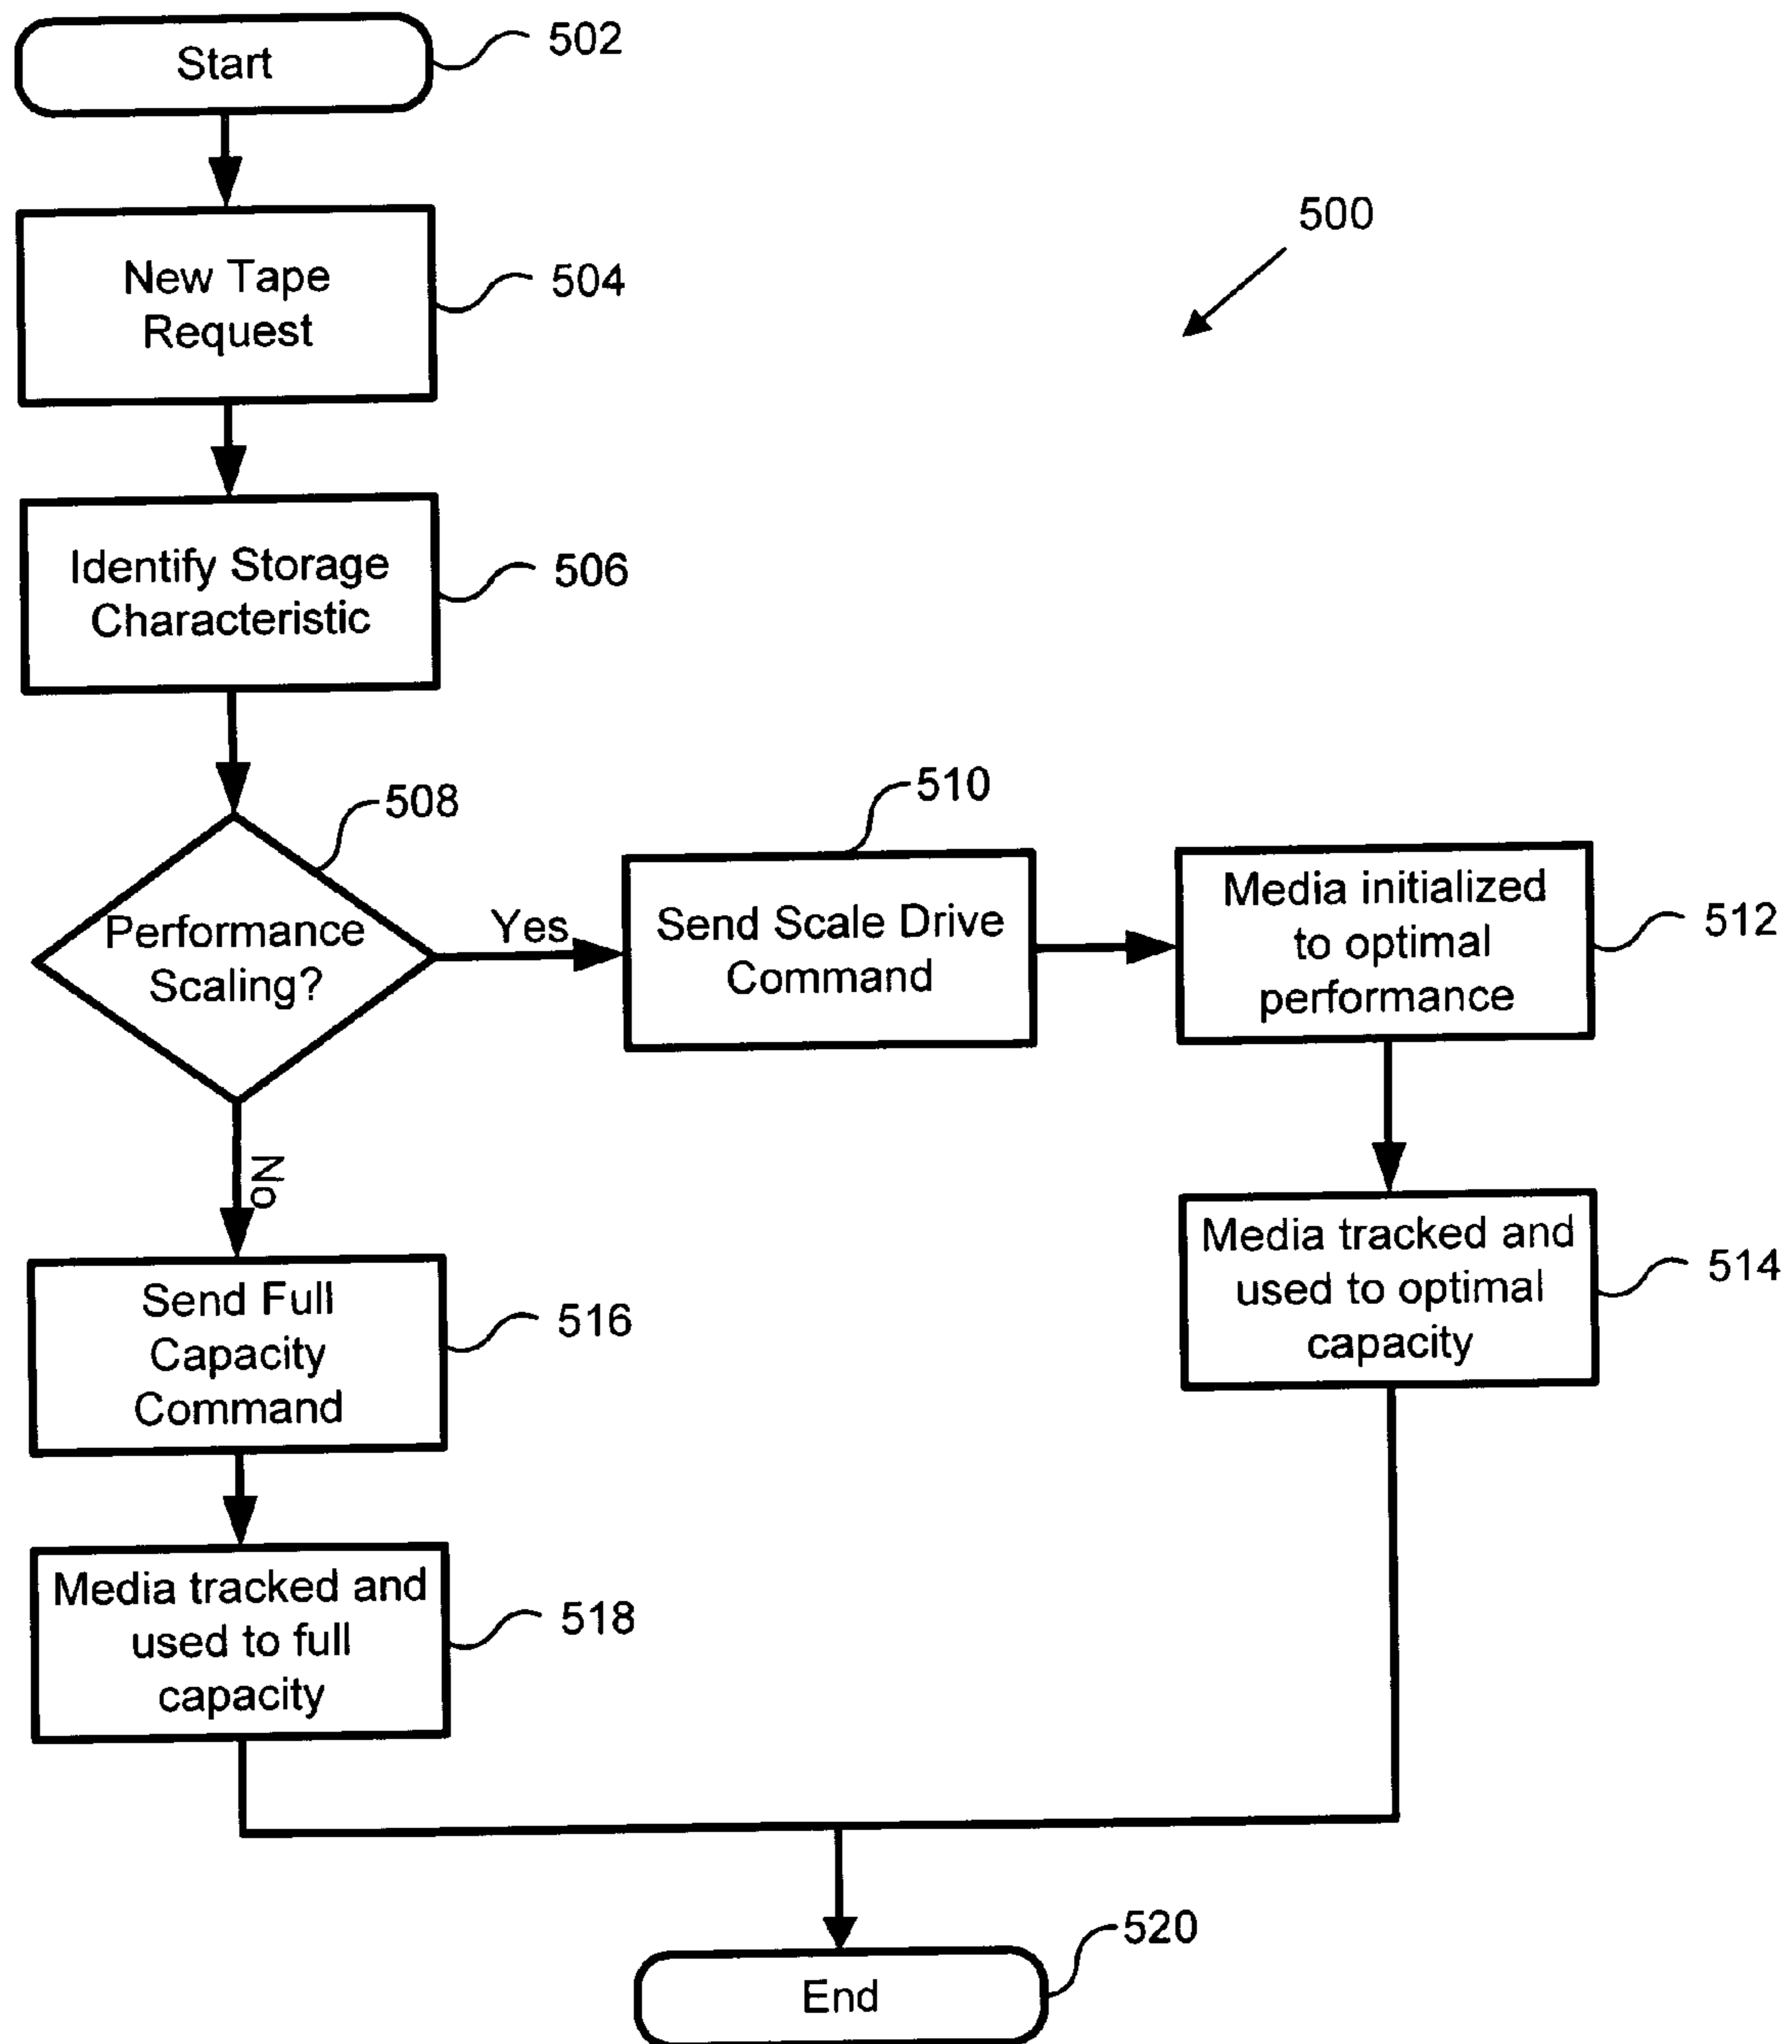 Start
502
New Tape
Request
504
500
Identify Storage
Characteristic
506
508
Performance
Scaling?
Yes
No
510
Send Scale Drive
Command
Media initialized
to optimal
performance
512
Media tracked and
used to optimal
capacity
514
Send Full
Capacity
Command
516
Media tracked and
used to full
capacity
518
520
End